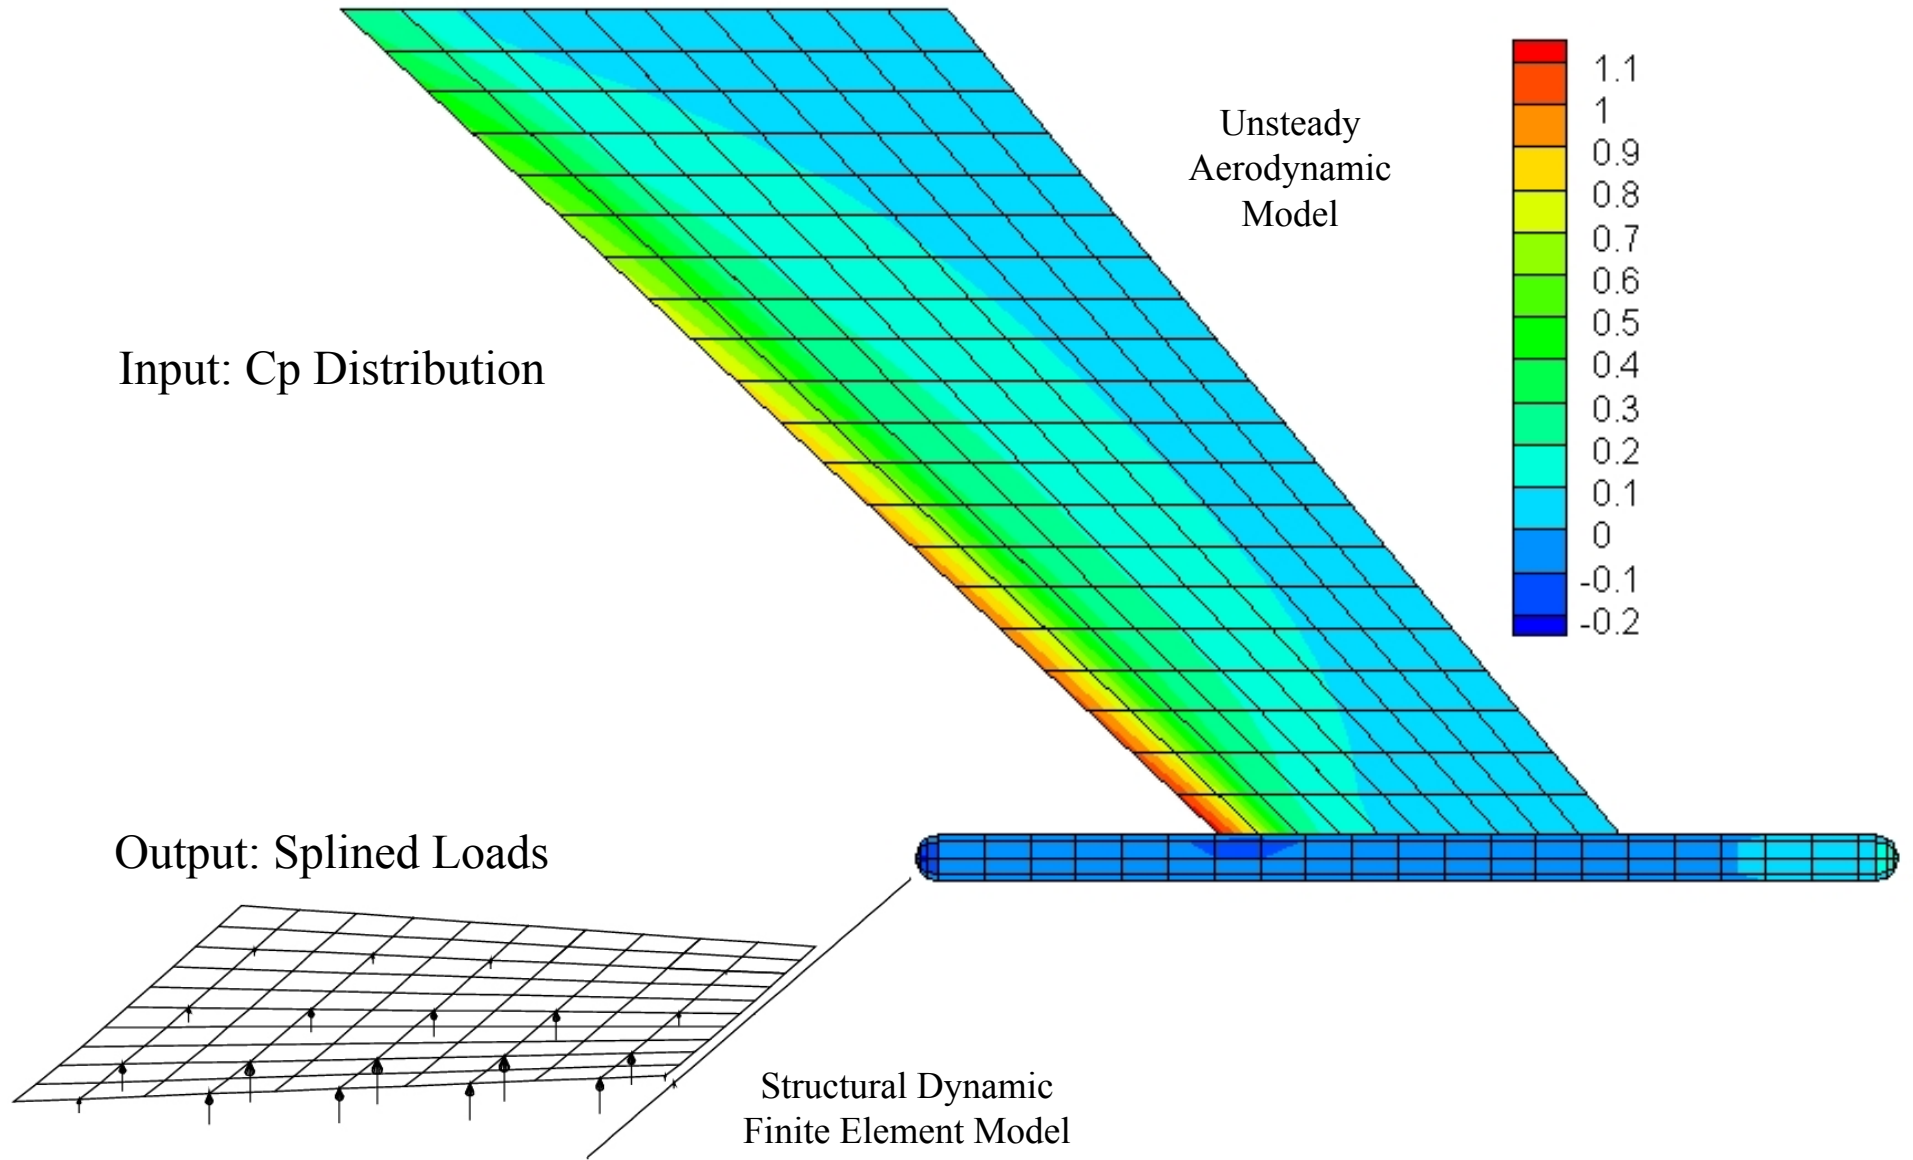 Unsteady
Aerodynamic
Model
1.1
1
0.9
0.8
0.7
0.6
0.5
0.4
0.3
0.2
0.1
0
-0.1
-0.2
Input: Cp Distribution
Output: Splined Loads
Structural Dynamic
Finite Element Model